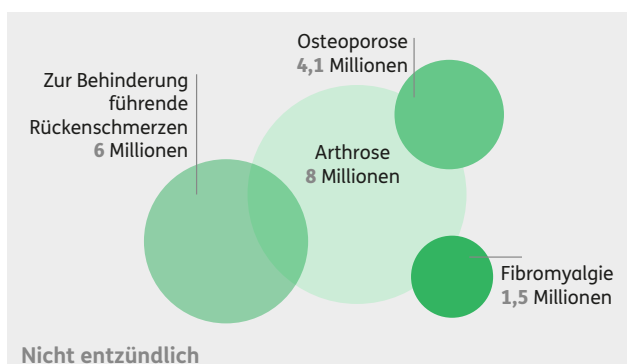 Osteoporose
4,1 Millionen
Zur Behinderung
führende
Rückenschmerzen
6 Millionen
Arthrose
8 Millionen
Fibromyalgie
1,5 Millionen
Nicht entzündlich